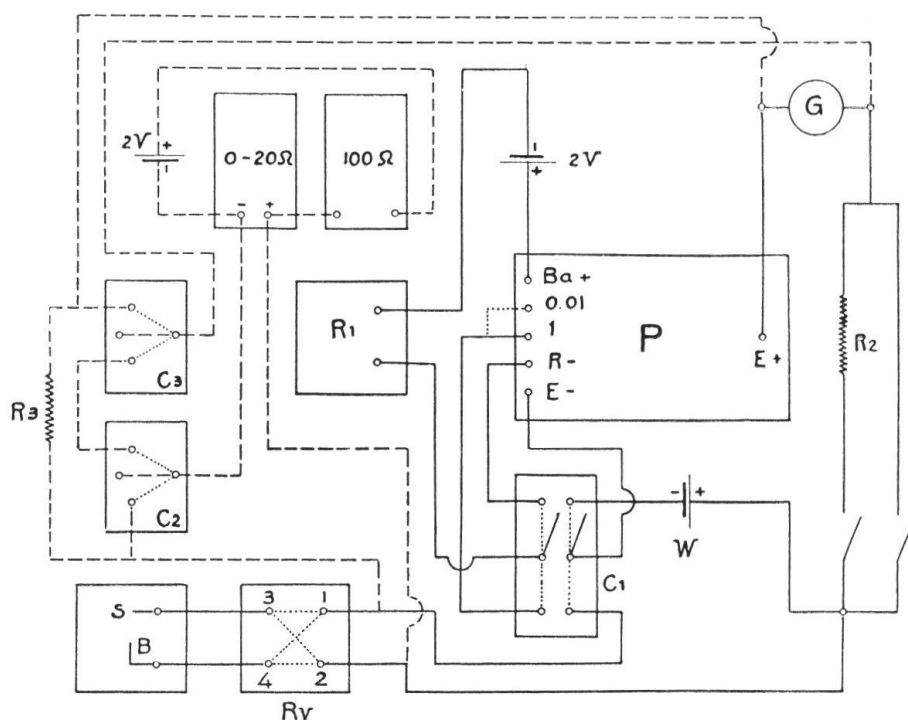 G
2V
+
-
0-20Ω
- +
100Ω
-
+
2V
Ba+
0.01
1
R-
E-
P
E+
R1
R2
R3
C3
C2
C1
- +
W
S
B
3 1
4 2
RV